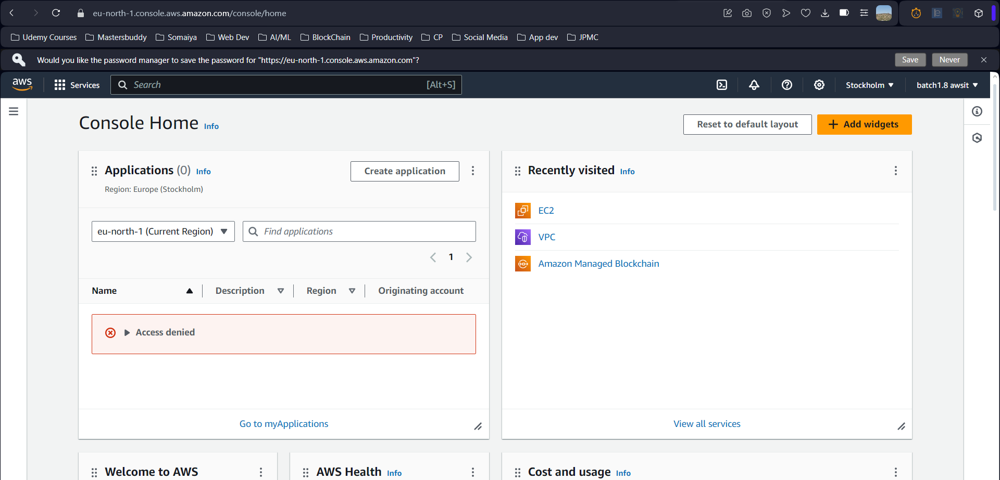 eu-north-1.console.aws.amazon.com/console/home
Udemy Courses Mastersbuddy Somaiya Web Dev AI/ML BlockChain Productivity CP Social Media App dev JPMC
Would you like the password manager to save the password for "https://eu-north-1.console.aws.amazon.com"? Save Never
aws Services Search [Alt+S] Stockholm batch1.8 awsit
Console Home Info Reset to default layout Add widgets
Applications (0) Info Create application
Region: Europe (Stockholm)
eu-north-1 (Current Region) Find applications
1
Name Description Region Originating account
Access denied
Go to myApplications
Recently visited Info
EC2
VPC
Amazon Managed Blockchain
View all services
Welcome to AWS
AWS Health Info
Cost and usage Info